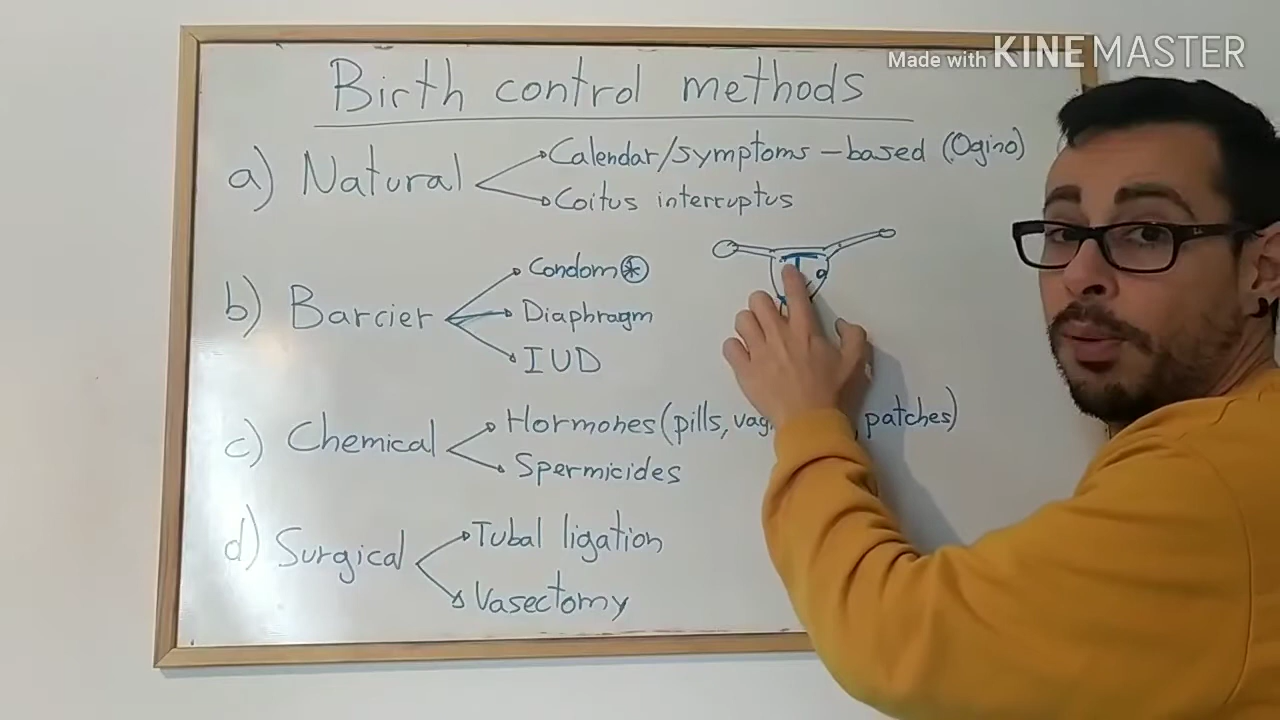 Made with KINEMASTER
Birth control methods
a) Natural
Calendar/symptoms-based (Ogino)
Coitus interruptus
b) Barrier
Condom *
Diaphragm
IUD
c) Chemical
Hormones (pills, patches)
Spermicides
d) Surgical
Tubal ligation
Vasectomy